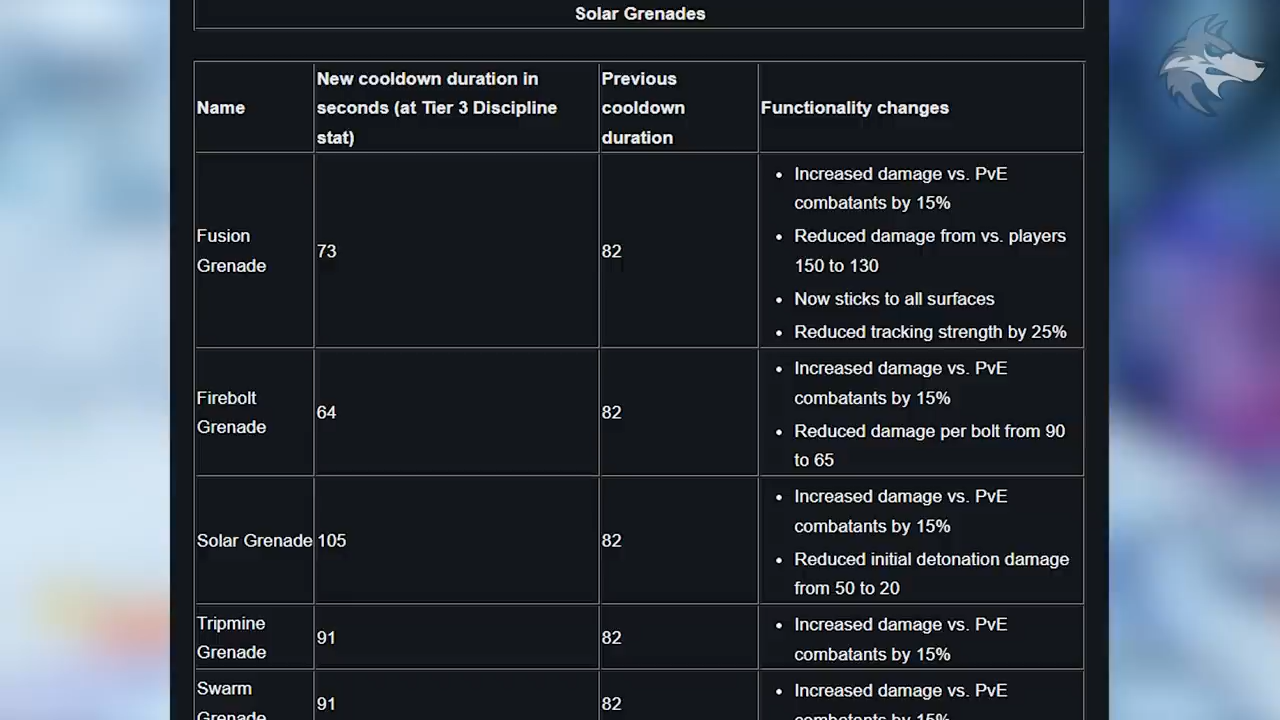 Solar Grenades
Name
New cooldown duration in
seconds (at Tier 3 Discipline
stat)
Previous
cooldown
duration
Functionality changes
Fusion
Grenade
73
82
• Increased damage vs. PvE
combatants by 15%
• Reduced damage from vs. players
150 to 130
• Now sticks to all surfaces
• Reduced tracking strength by 25%
Firebolt
Grenade
64
82
• Increased damage vs. PvE
combatants by 15%
• Reduced damage per bolt from 90
to 65
Solar Grenade
105
82
• Increased damage vs. PvE
combatants by 15%
• Reduced initial detonation damage
from 50 to 20
Tripmine
Grenade
91
82
• Increased damage vs. PvE
combatants by 15%
Swarm
Grenade
91
82
• Increased damage vs. PvE
combatants by 15%